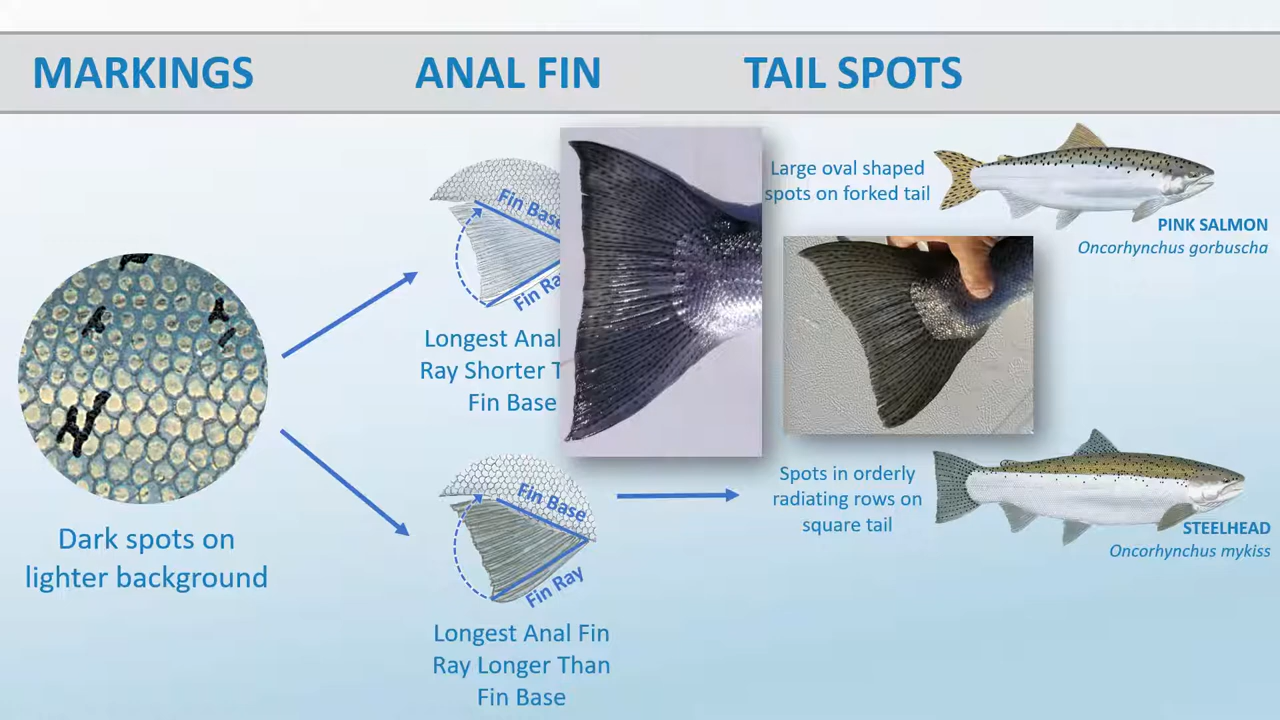 MARKINGS
ANAL FIN
TAIL SPOTS
Dark spots on
lighter background
Fin Base
Longest Anal
Ray Shorter
Fin Base
Fin Base
Fin Ray
Longest Anal Fin
Ray Longer Than
Fin Base
Large oval shaped
spots on forked tail
PINK SALMON
Oncorhynchus gorbuscha
Spots in orderly
radiating rows on
square tail
STEELHEAD
Oncorhynchus mykiss